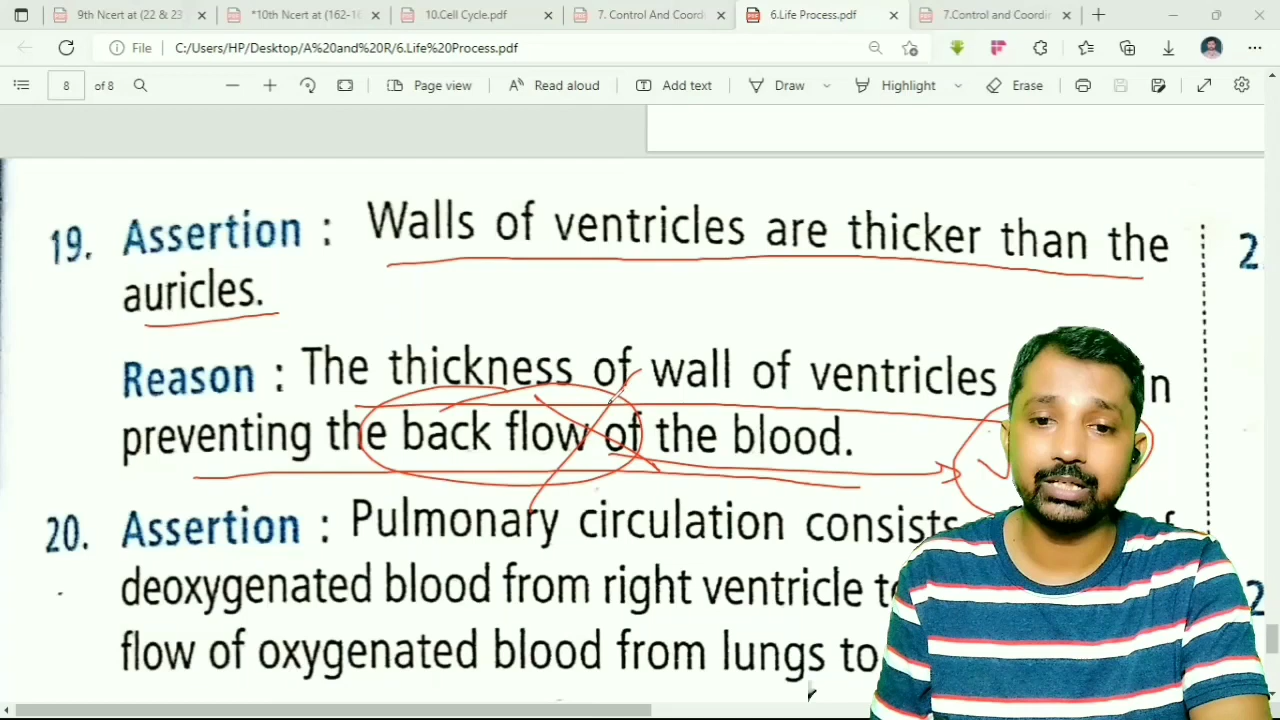 9th Ncert at (22 & 23
*10th Ncert at (162-1
10.Cell Cycle.pdf
7. Control And Coord
6.Life Process.pdf
7.Control and Coordin
File C:/Users/HP/Desktop/A%20and%20R/6.Life%20Process.pdf
8 of 8 Page view Read aloud Add text Draw Highlight Erase
19. Assertion : Walls of ventricles are thicker than the
auricles.
Reason : The thickness of wall of ventricles
preventing the back flow of the blood.
20. Assertion : Pulmonary circulation consists
deoxygenated blood from right ventricle
flow of oxygenated blood from lungs to